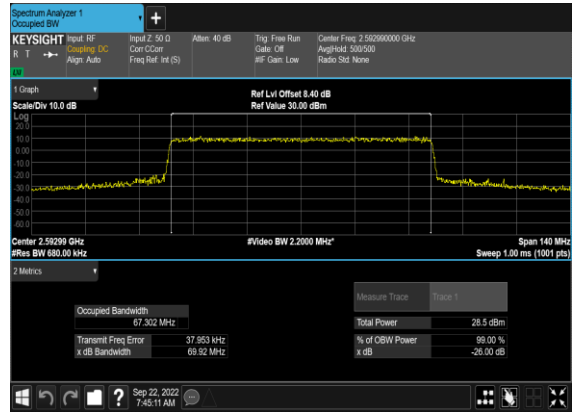 Spectrum Analyzer 1
Occupied BW
+
KEYSIGHT Input: RF Input Z: 50 Ω Atten: 40 dB Trig: Free Run Center Freq: 2.592990000 GHz
R T Coupling: DC Corr CCorr Gate: Off Avg|Hold: 500/500
Align: Auto Freq Ref: Int (S) #IF Gain: Low Radio Std: None
LW
1 Graph
Scale/Div 10.0 dB
Ref Lvl Offset 8.40 dB
Ref Value 30.00 dBm
Log
20.0
10.0
0.00
-10.0
-20.0
-30.0
-40.0
-50.0
-60.0
Center 2.59299 GHz #Video BW 2.2000 MHz* Span 140 MHz
#Res BW 680.00 kHz Sweep 1.00 ms (1001 pts)
2 Metrics
Measure Trace Trace 1
Occupied Bandwidth
67.302 MHz
Total Power 28.5 dBm
Transmit Freq Error 37.953 kHz % of OBW Power 99.00 %
x dB Bandwidth 69.92 MHz x dB -26.00 dB
?
Sep 22, 2022
7:45:11 AM